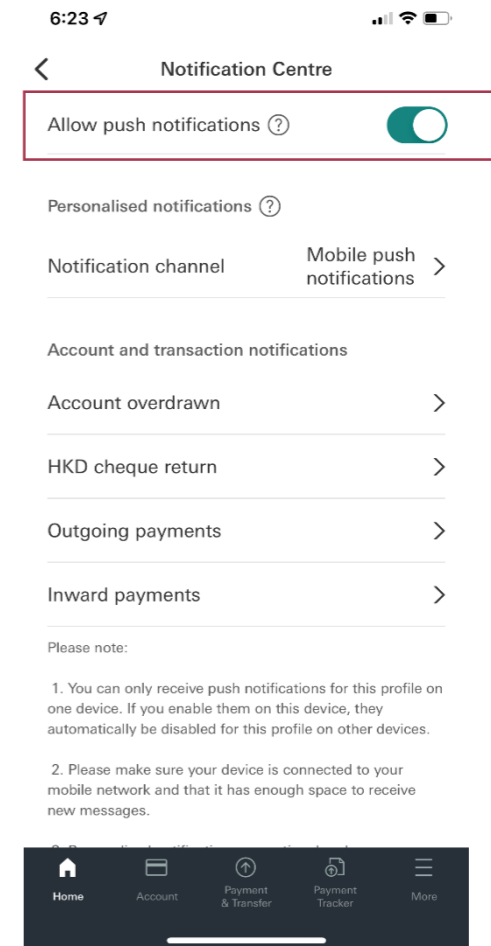 6:23
Notification Centre
Allow push notifications ?
Personalised notifications ?
Notification channel
Mobile push
notifications
Account and transaction notifications
Account overdrawn
HKD cheque return
Outgoing payments
Inward payments
Please note:
1. You can only receive push notifications for this profile on
one device. If you enable them on this device, they
automatically be disabled for this profile on other devices.
2. Please make sure your device is connected to your
mobile network and that it has enough space to receive
new messages.
Home
Account
Payment
& Transfer
Payment
Tracker
More